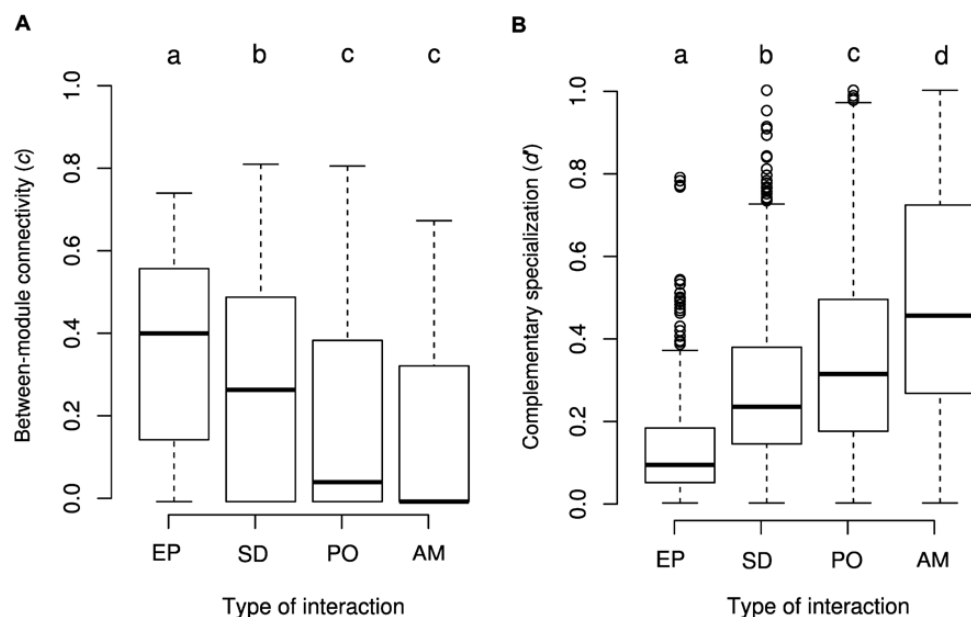 A
a b c c
Between-module connectivity (c)
1.0
0.8
0.6
0.4
0.2
0.0
EP SD PO AM
Type of interaction
B
a b c d
Complementary specialization (d')
1.0
0.8
0.6
0.4
0.2
0.0
EP SD PO AM
Type of interaction